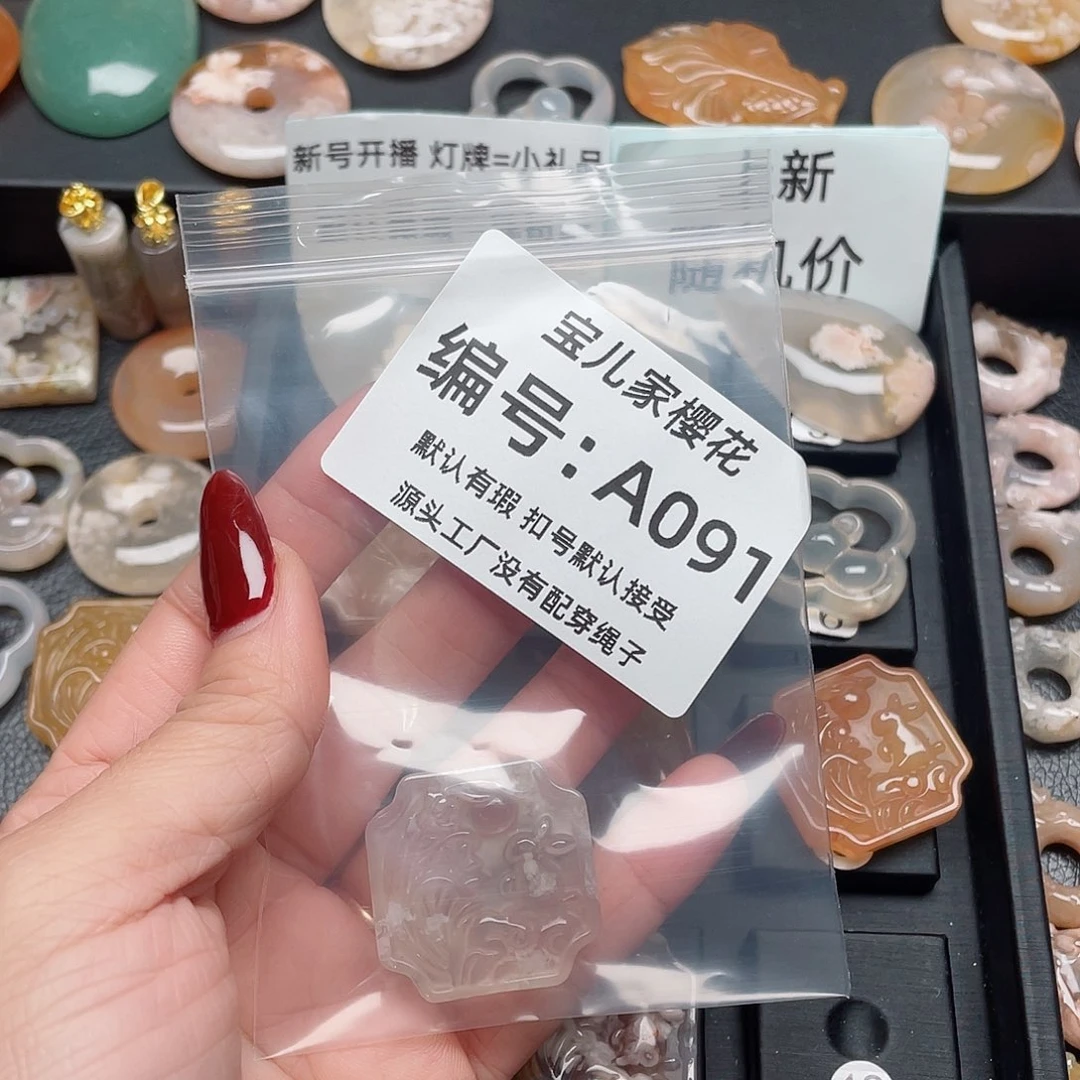 新号开播 灯牌=小礼品
新
随机价
宝儿家樱花
编号：A091
默认有瑕 扣号默认接受
源头工厂没有配穿绳子